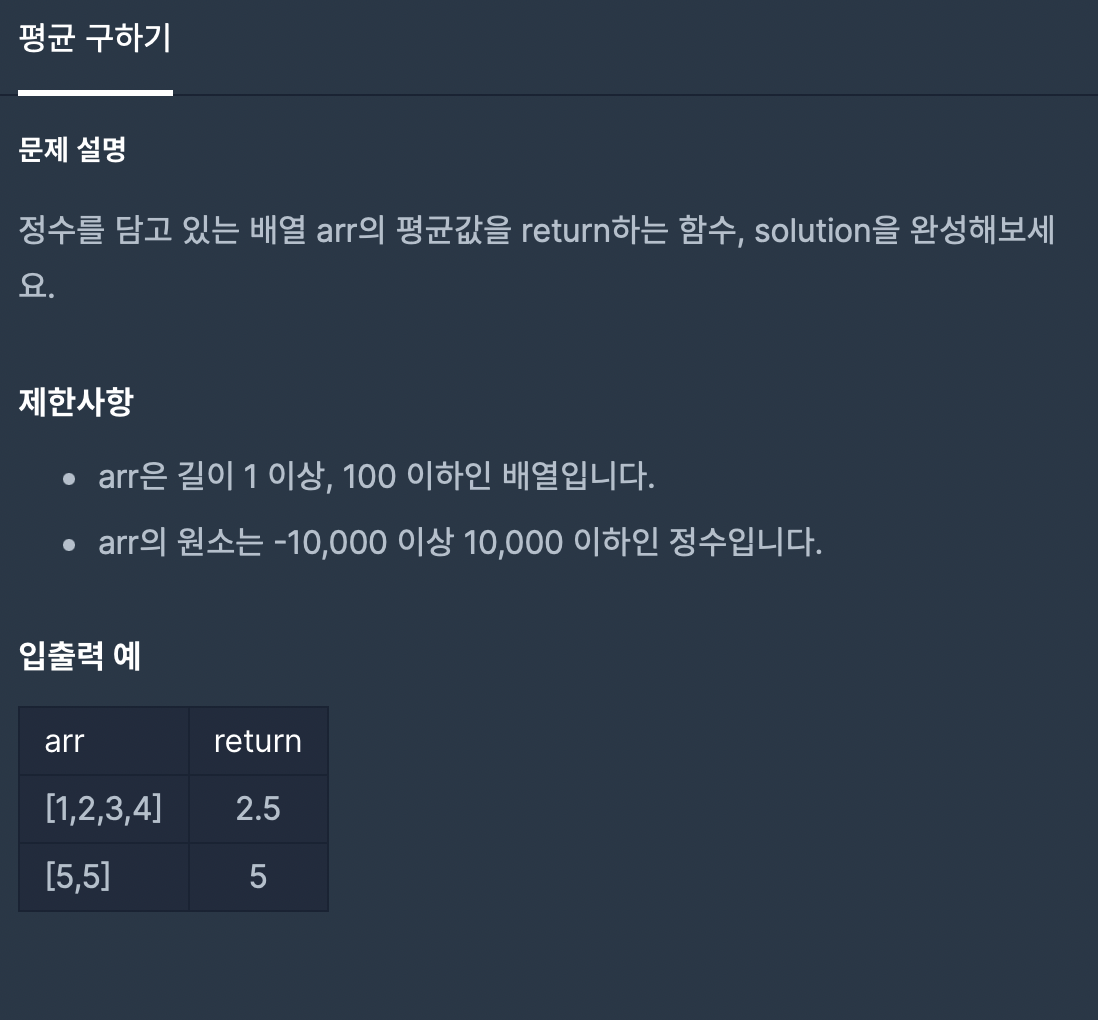 평균 구하기
문제 설명
정수를 담고 있는 배열 arr의 평균값을 return하는 함수, solution을 완성해보세
요.
제한사항
arr은 길이 1 이상, 100 이하인 배열입니다.
arr의 원소는 -10,000 이상 10,000 이하인 정수입니다.
입출력 예
arr return
[1,2,3,4] 2.5
[5,5] 5